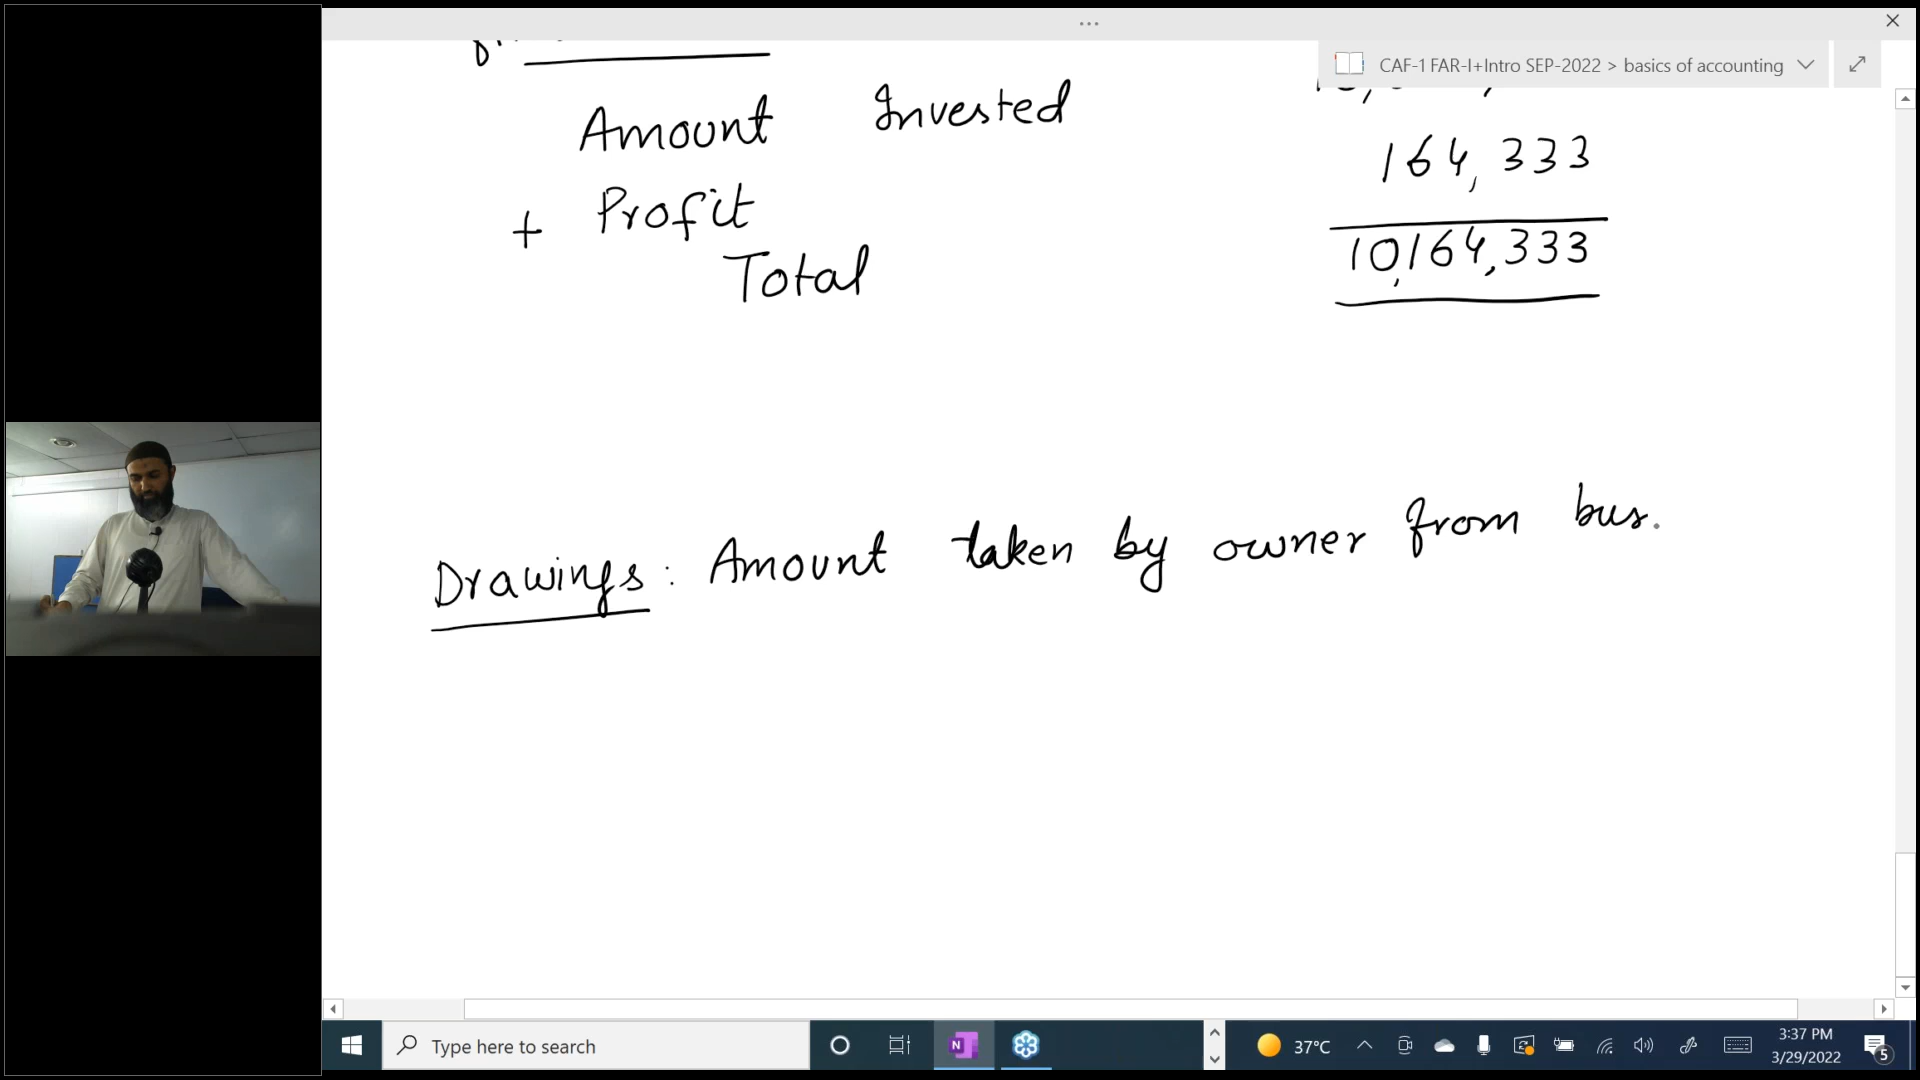 CAF-1 FAR-I+Intro SEP-2022 > basics of accounting
Amount Invested
164,333
+ Profit
Total 10,164,333
Drawings : Amount taken by owner from bus.
Type here to search
N
37°C
3:37 PM
3/29/2022
5